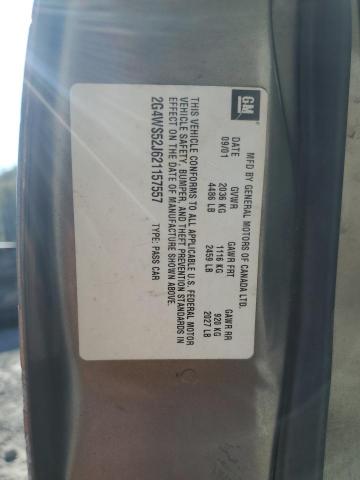 GM
MFD BY GENERAL MOTORS OF CANADA LTD.
DATE GVWR GAWR FRT GAWR RR
09/01 2036 KG 1116 KG 920 KG
4486 LB 2459 LB 2027 LB
THIS VEHICLE CONFORMS TO ALL APPLICABLE U.S. FEDERAL MOTOR
VEHICLE SAFETY, BUMPER, AND THEFT PREVENTION STANDARDS IN
EFFECT ON THE DATE OF MANUFACTURE SHOWN ABOVE.
2G4WS52J621157557 TYPE: PASS CAR